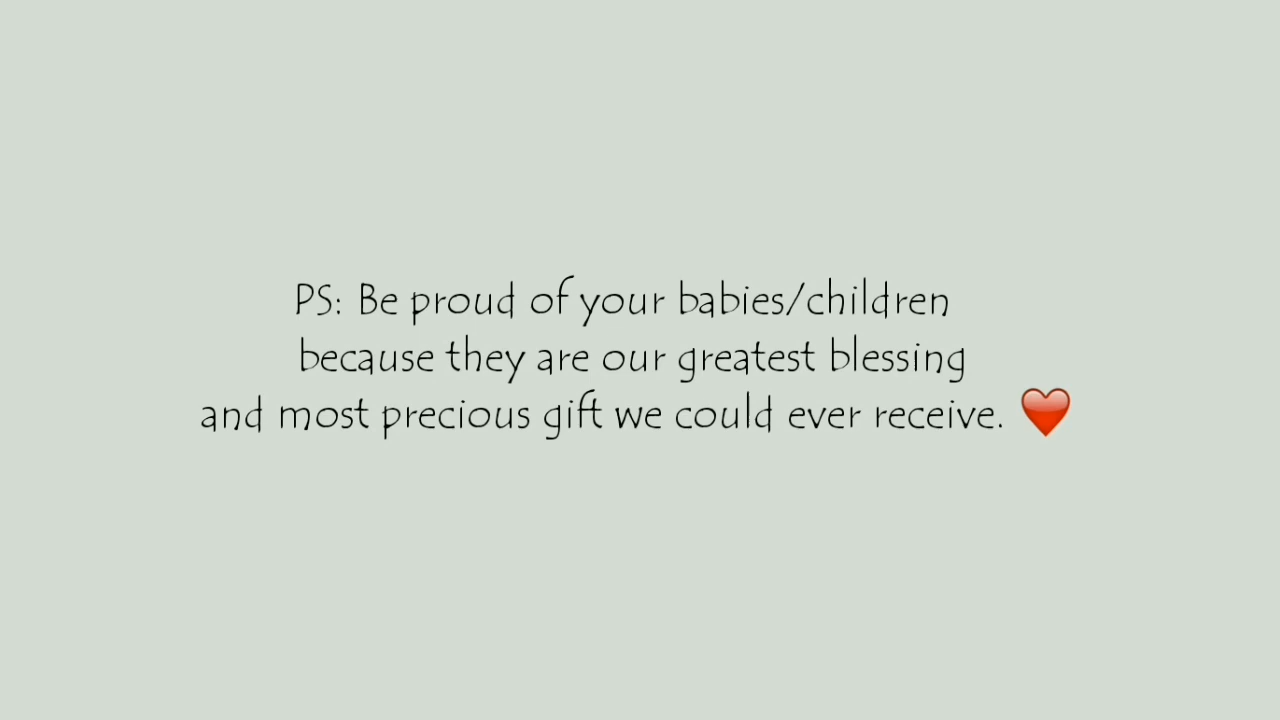 PS: Be proud of your babies/children
because they are our greatest blessing
and most precious gift we could ever receive. ❤️